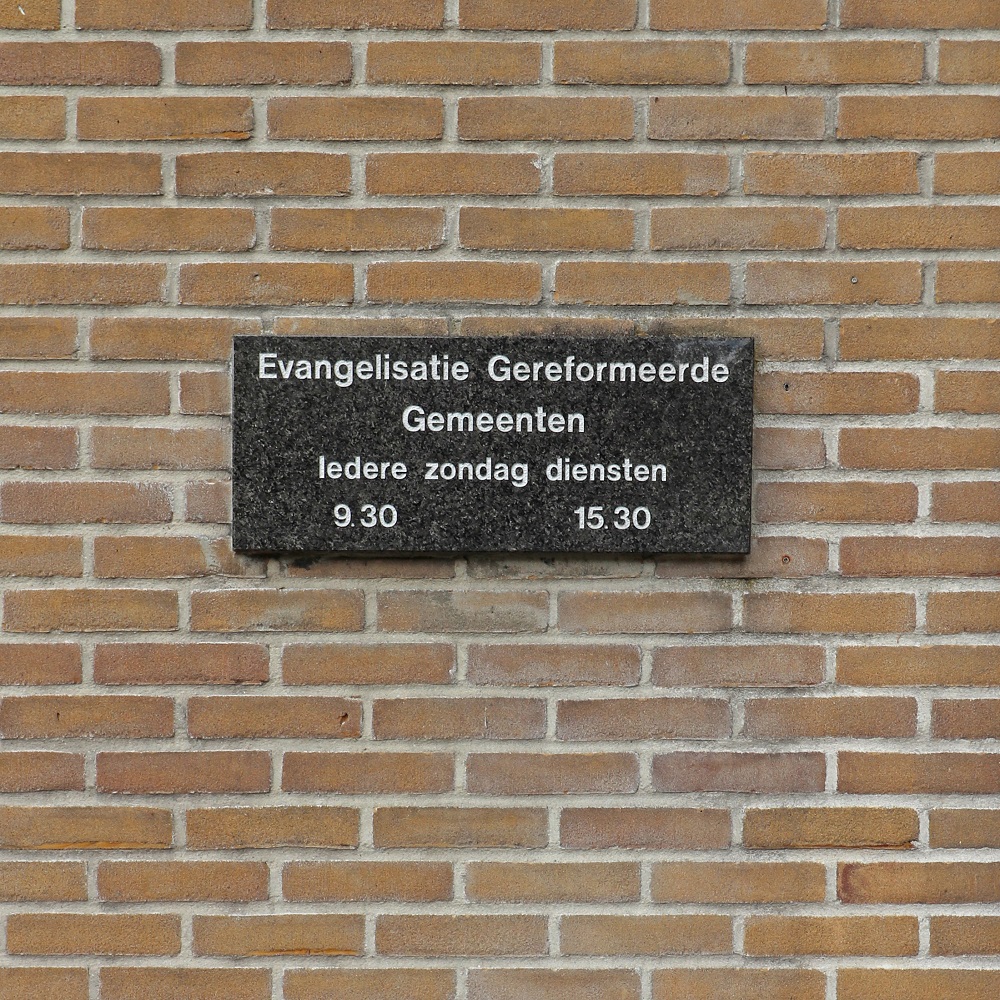 Evangelisatie Gereformeerde
Gemeenten
Iedere zondag diensten
9.30 15.30